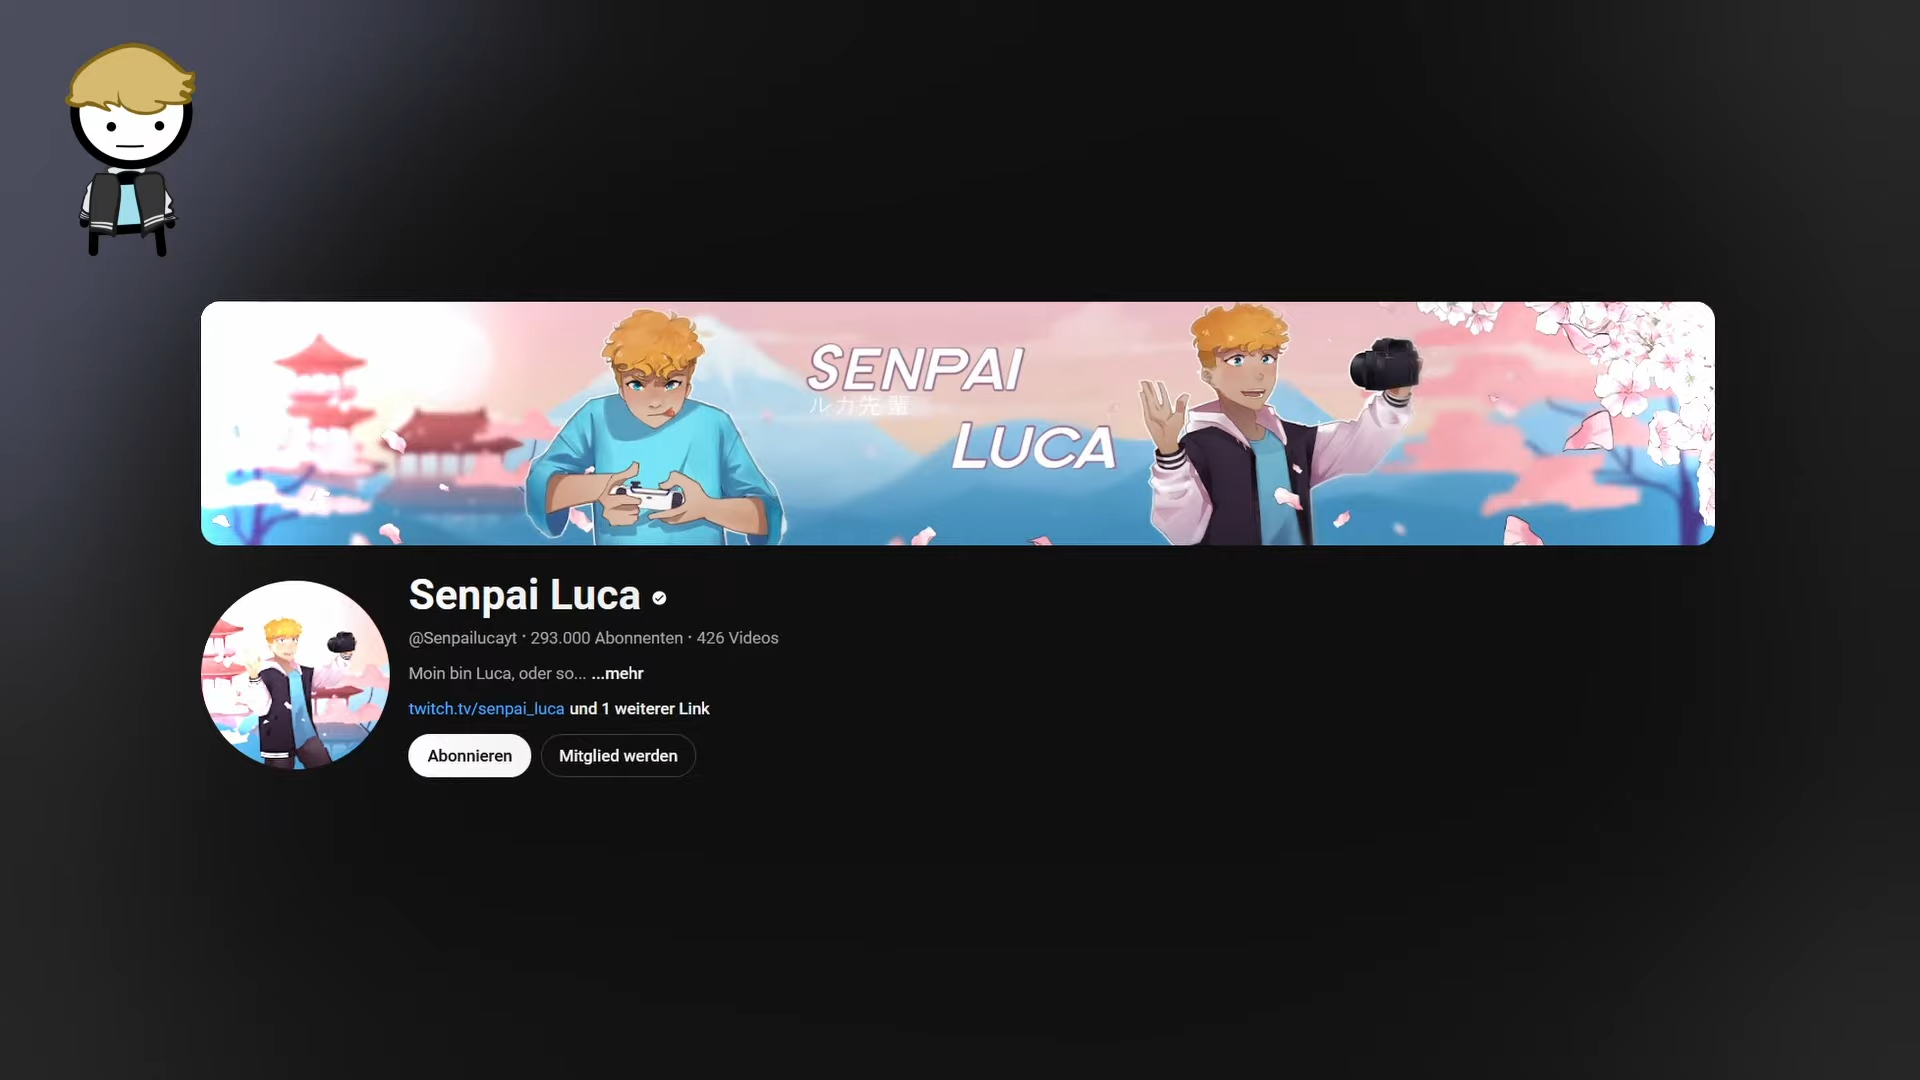 SENPAI
ルカ先輩
LUCA
Senpai Luca
@Senpailucayt · 293.000 Abonnenten · 426 Videos
Moin bin Luca, oder so... ...mehr
twitch.tv/senpai_luca und 1 weiterer Link
Abonnieren
Mitglied werden